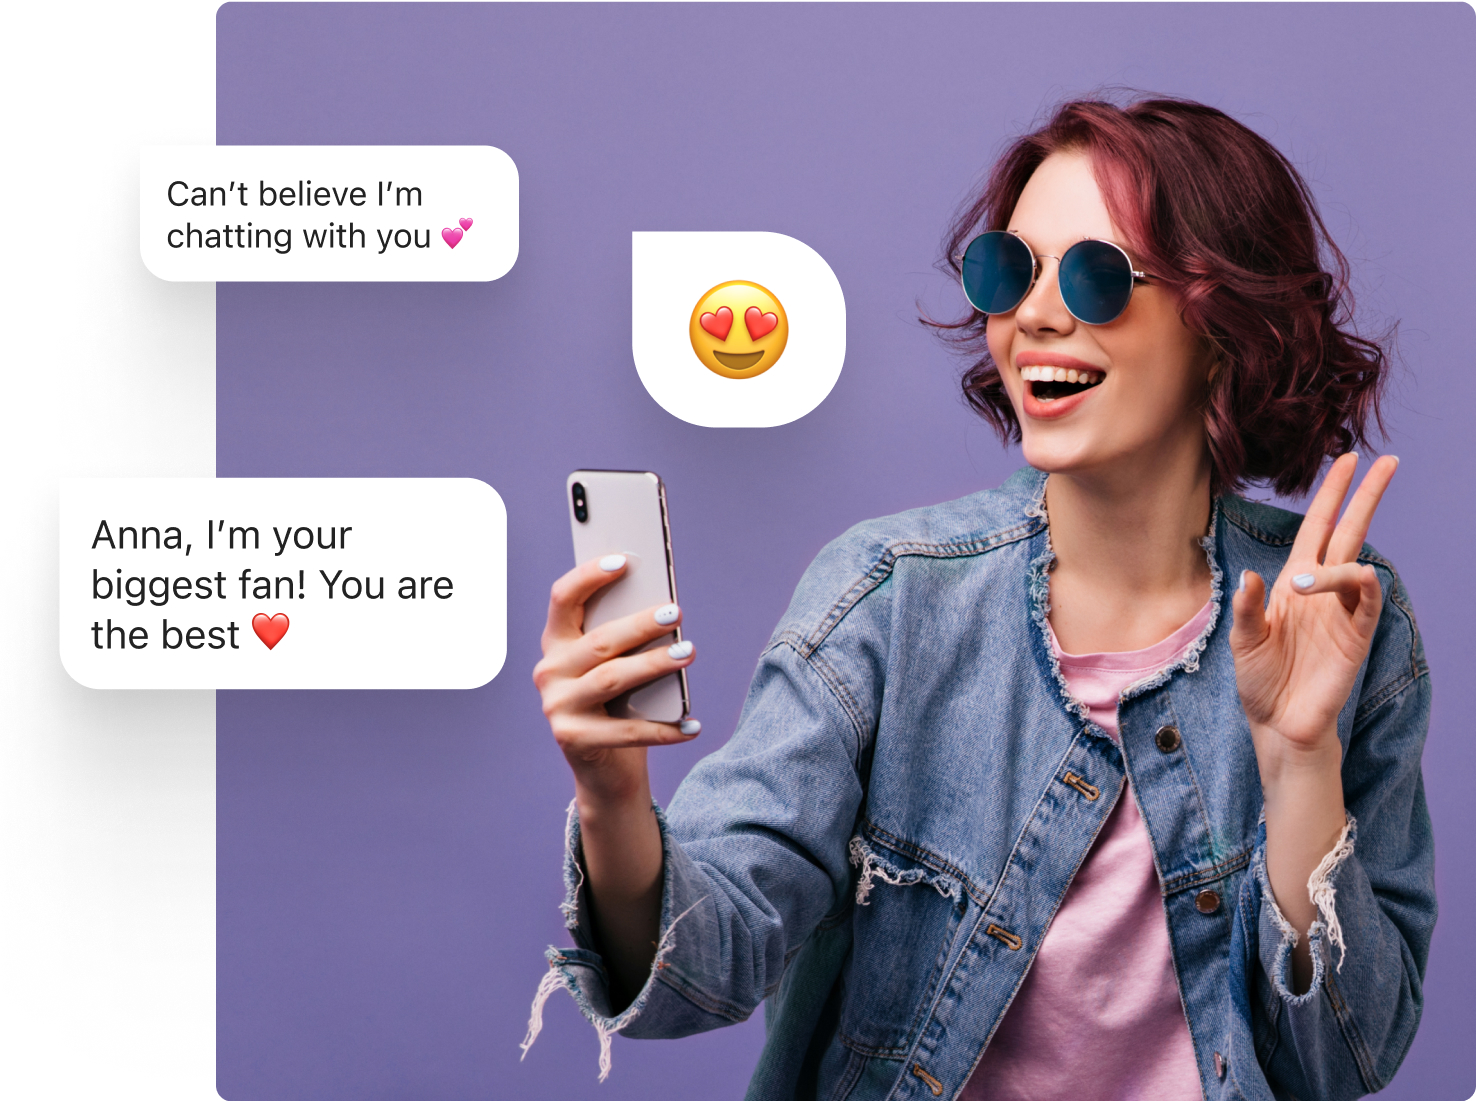 Can’t believe I’m
chatting with you 💕
😍
Anna, I’m your
biggest fan! You are
the best ❤️